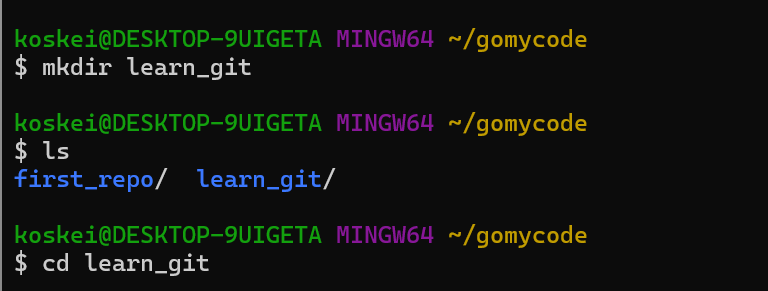 koskei@DESKTOP-9UIGETA MINGW64 ~/gomycode
$ mkdir learn_git
koskei@DESKTOP-9UIGETA MINGW64 ~/gomycode
$ ls
first_repo/  learn_git/
koskei@DESKTOP-9UIGETA MINGW64 ~/gomycode
$ cd learn_git